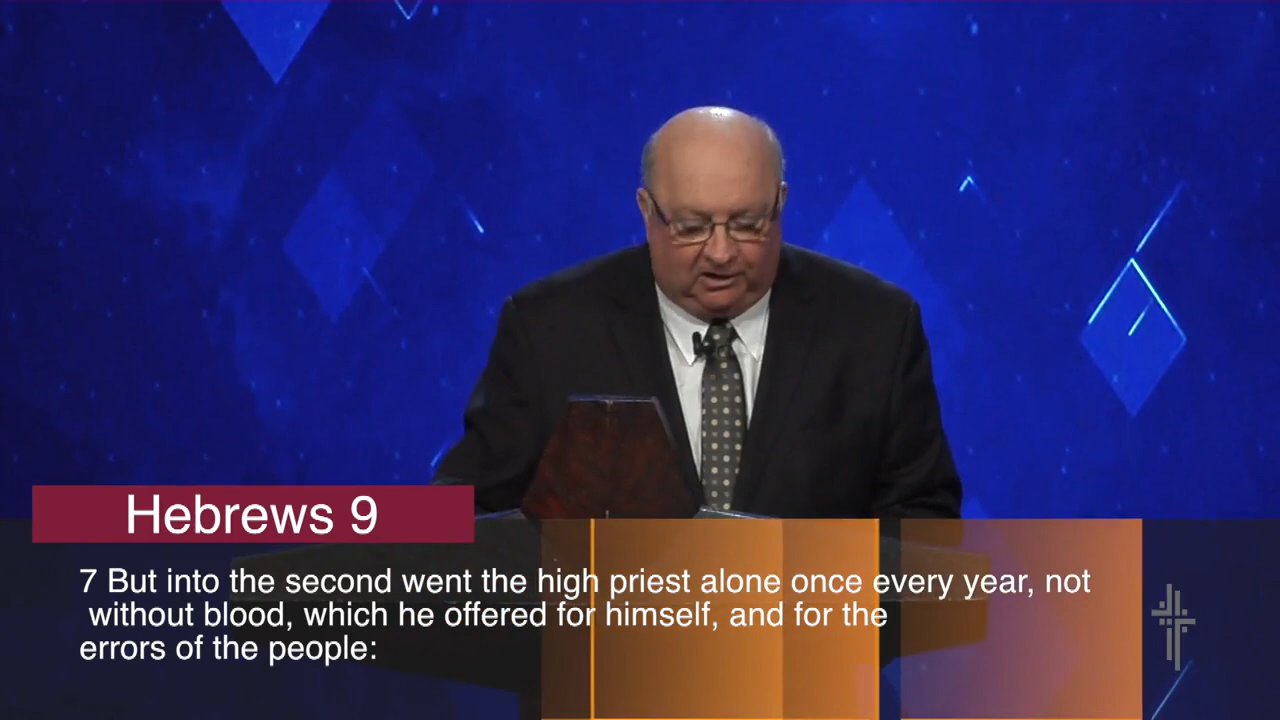 Hebrews 9
7 But into the second went the high priest alone once every year, not
without blood, which he offered for himself, and for the
errors of the people: